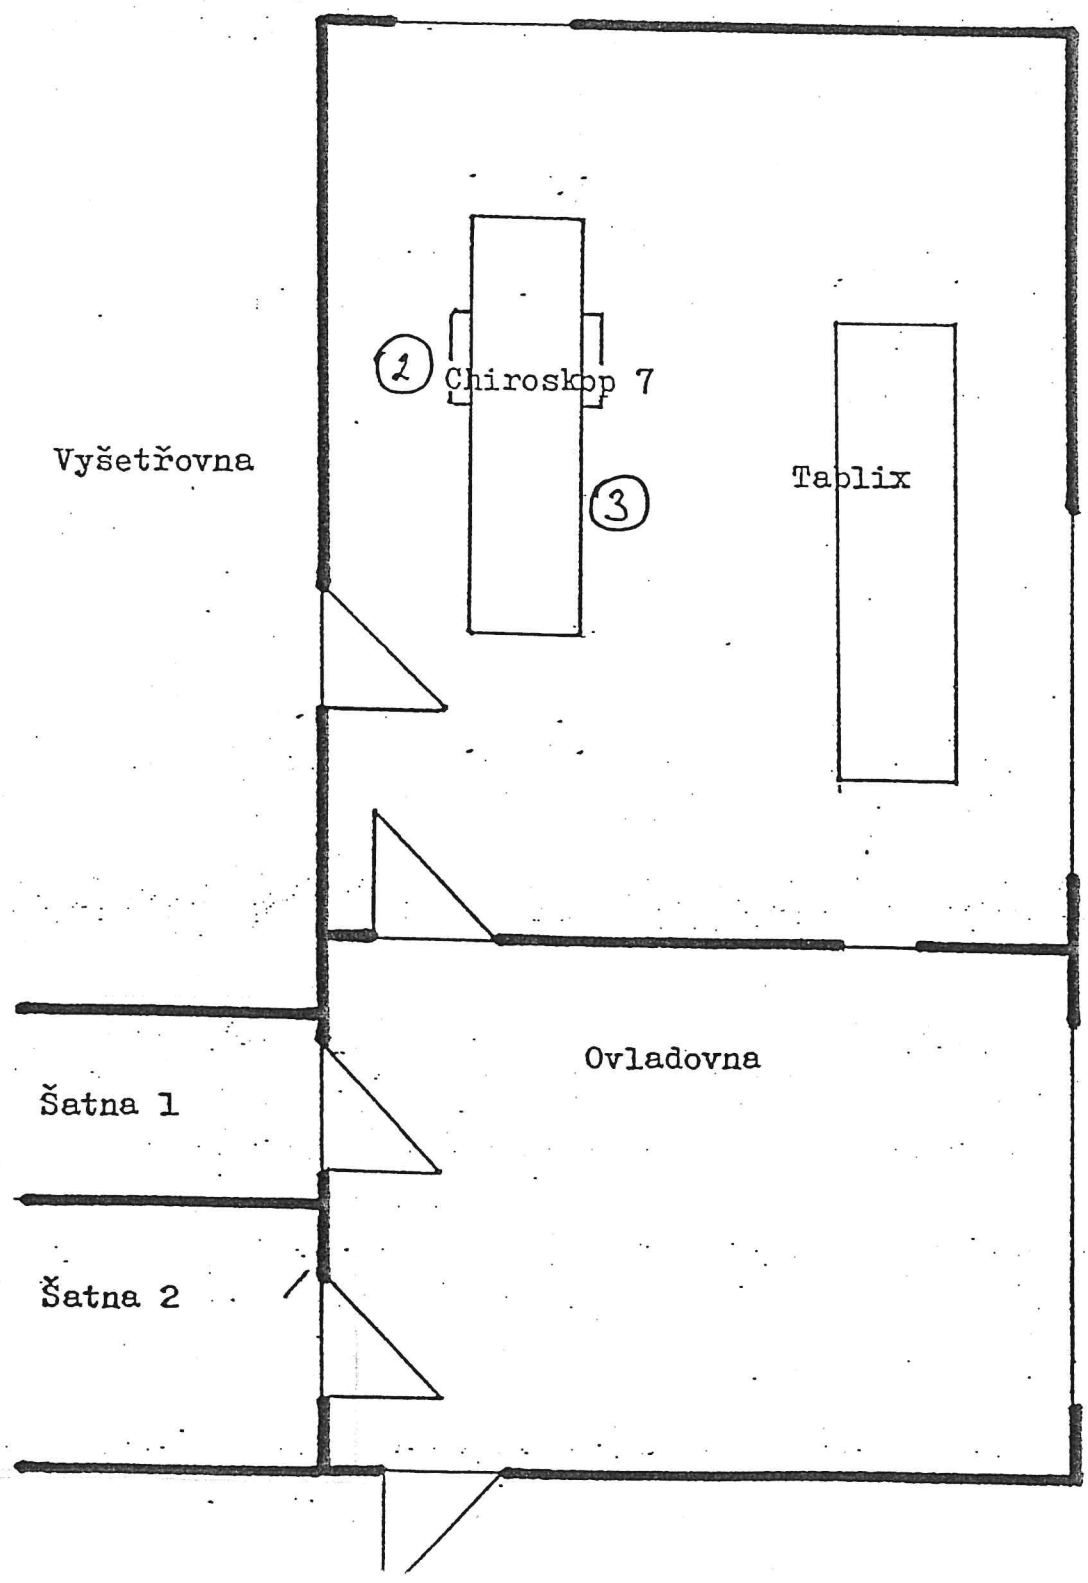 2
Chiroskop 7
Vyšetřovna
Tablix
3
Ovladovna
Šatna 1
Šatna 2